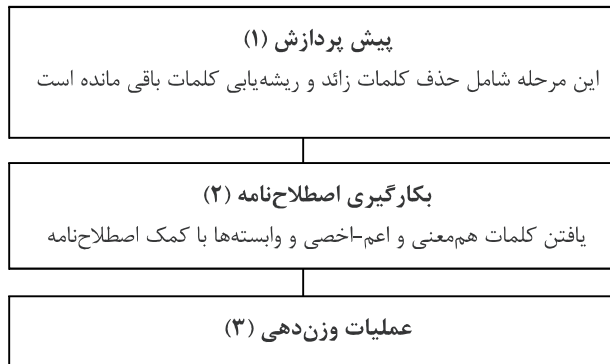 پیش پردازش (۱)
این مرحله شامل حذف کلمات زائد و ریشه‌یابی کلمات باقی مانده است
بکارگیری اصطلاح‌نامه (۲)
یافتن کلمات هم‌معنی و اعم-اخصی و وابسته‌ها با کمک اصطلاح‌نامه
عملیات وزن‌دهی (۳)